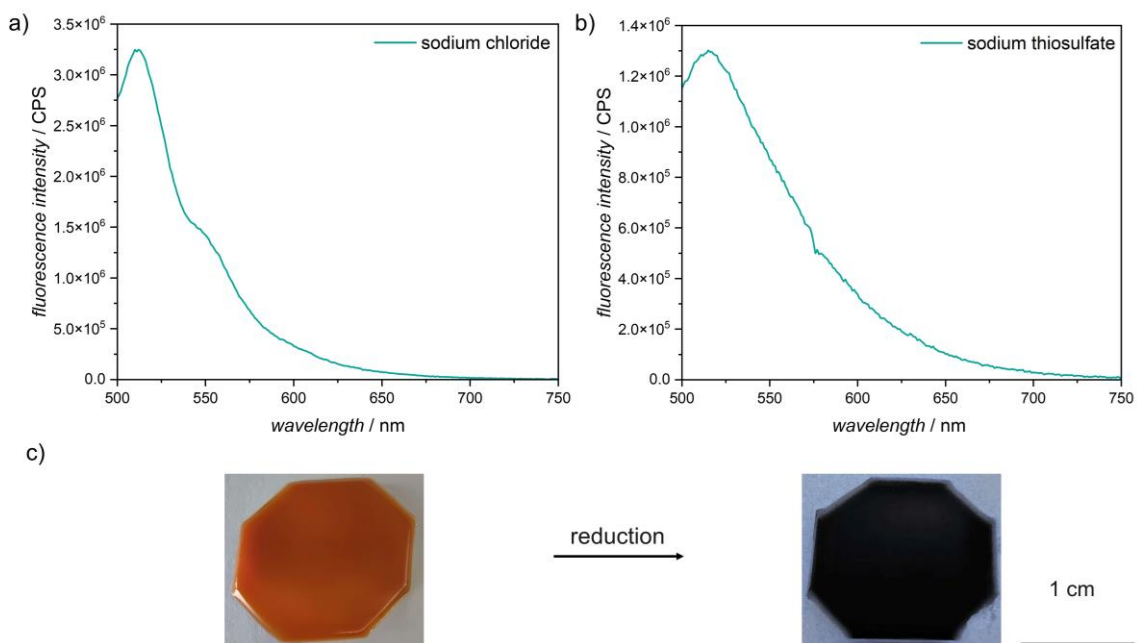 a)
sodium chloride
3.5×10⁶
3.0×10⁶
2.5×10⁶
2.0×10⁶
1.5×10⁶
1.0×10⁶
5.0×10⁵
0.0
fluorescence intensity / CPS
500 550 600 650 700 750
wavelength / nm
b)
sodium thiosulfate
1.4×10⁶
1.2×10⁶
1.0×10⁶
8.0×10⁵
6.0×10⁵
4.0×10⁵
2.0×10⁵
0.0
fluorescence intensity / CPS
500 550 600 650 700 750
wavelength / nm
c)
reduction
1 cm